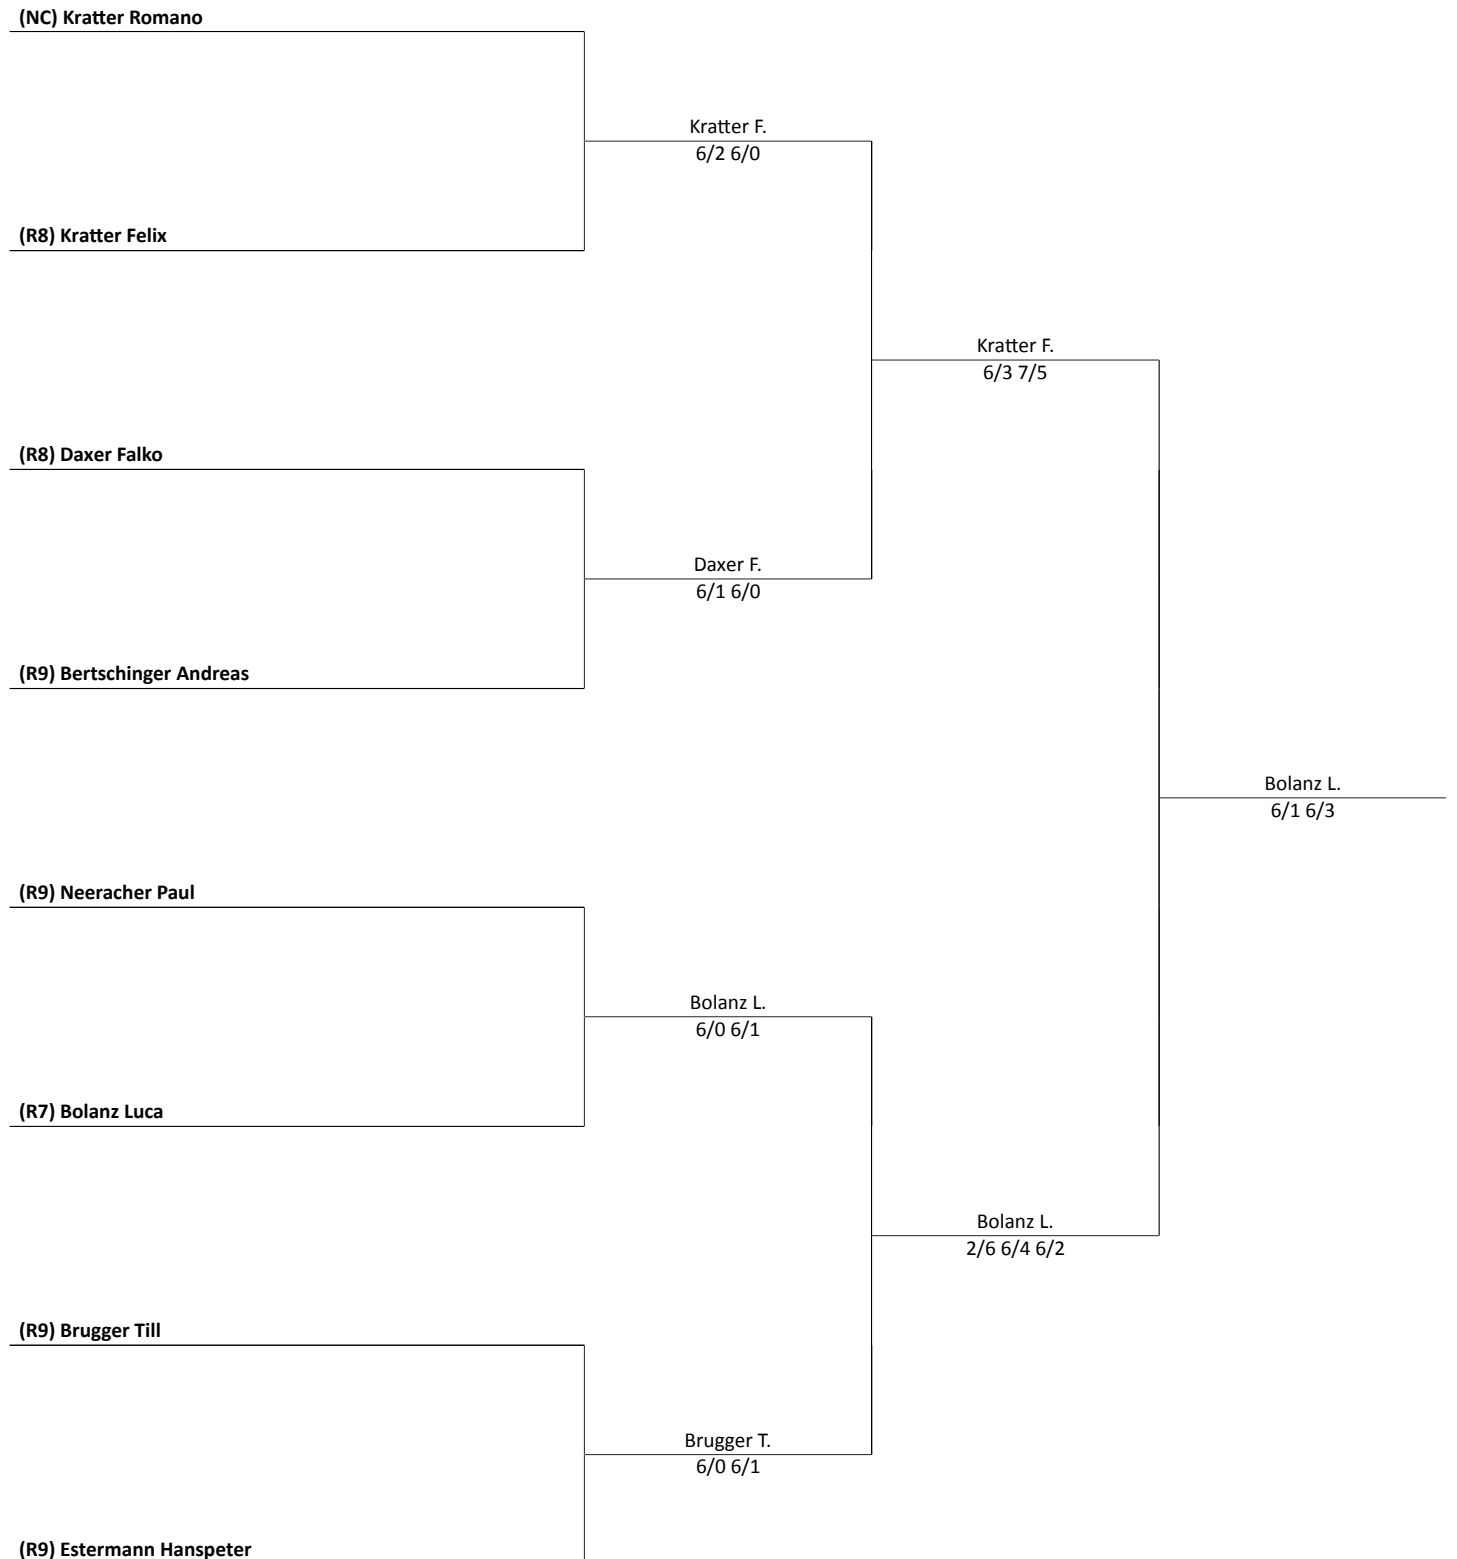 (NC) Kratter Romano
Kratter F.
6/2 6/0
(R8) Kratter Felix
Kratter F.
6/3 7/5
(R8) Daxer Falko
Daxer F.
6/1 6/0
(R9) Bertschinger Andreas
Bolanz L.
6/1 6/3
(R9) Neeracher Paul
Bolanz L.
6/0 6/1
(R7) Bolanz Luca
Bolanz L.
2/6 6/4 6/2
(R9) Brugger Till
Brugger T.
6/0 6/1
(R9) Estermann Hanspeter